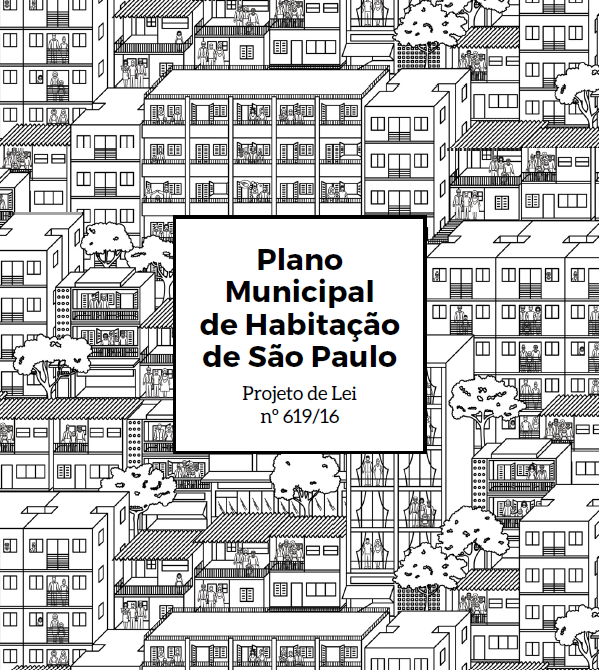 Plano
Municipal
de Habitação
de São Paulo
Projeto de Lei
nº 619/16